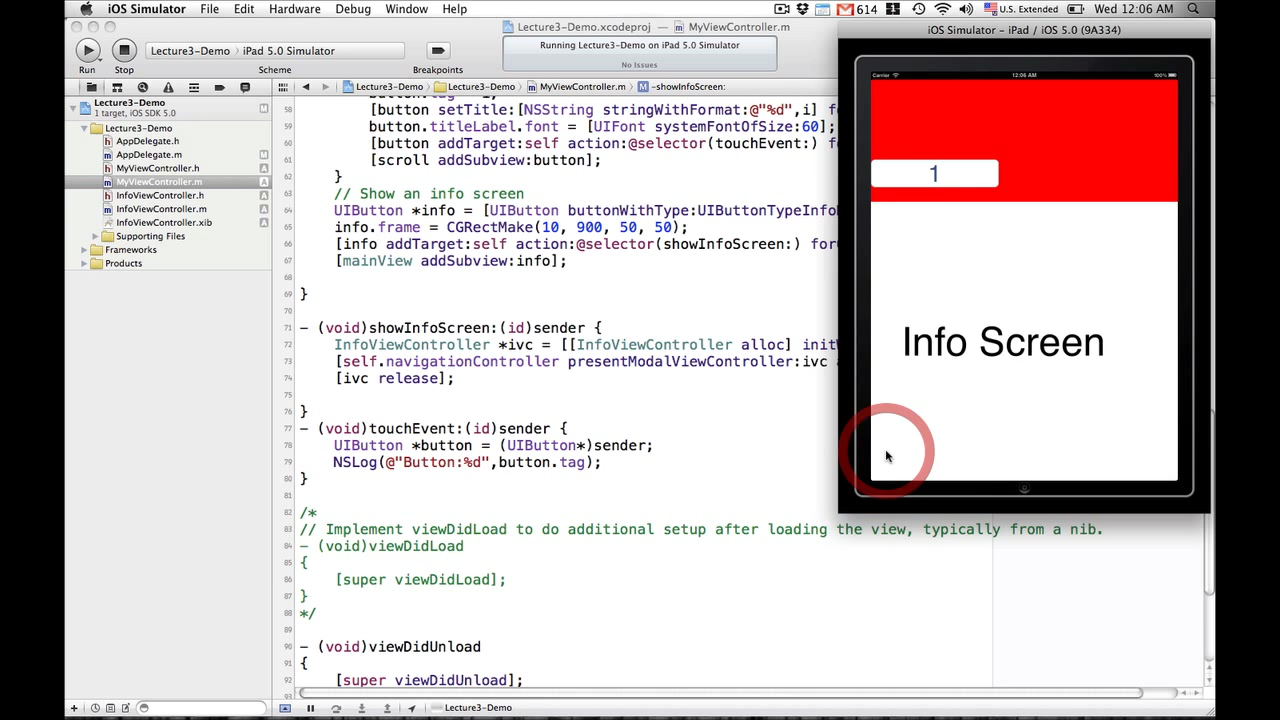 iOS Simulator File Edit Hardware Debug Window Help 614 U.S. Extended Wed 12:06 AM
Lecture3-Demo.xcodeproj — MyViewController.m
iOS Simulator - iPad / iOS 5.0 (9A334)
Lecture3-Demo iPad 5.0 Simulator
Running Lecture3-Demo on iPad 5.0 Simulator
No Issues
Run Stop Scheme Breakpoints
Carrier 12:06 AM 100%
Lecture3-Demo Lecture3-Demo MyViewController.m M -showInfoScreen:
Lecture3-Demo M
1 target, iOS SDK 5.0
Lecture3-Demo
AppDelegate.h
AppDelegate.m M
MyViewController.h A
MyViewController.m A
InfoViewController.h A
InfoViewController.m A
InfoViewController.xib A
Supporting Files
Frameworks
Products
58 [button setTitle:[NSString stringWithFormat:@"%d",i] f
59 button.titleLabel.font = [UIFont systemFontOfSize:60];
60 [button addTarget:self action:@selector(touchEvent:) f
61 [scroll addSubview:button];
62 }
63 // Show an info screen
64 UIButton *info = [UIButton buttonWithType:UIButtonTypeInfo
65 info.frame = CGRectMake(10, 900, 50, 50);
66 [info addTarget:self action:@selector(showInfoScreen:) fo
67 [mainView addSubview:info];
68
69 }
70
71 - (void)showInfoScreen:(id)sender {
72 InfoViewController *ivc = [[InfoViewController alloc] init
73 [self.navigationController presentModalViewController:ivc
74 [ivc release];
75
76 }
77 - (void)touchEvent:(id)sender {
78 UIButton *button = (UIButton*)sender;
79 NSLog(@"Button:%d",button.tag);
80 }
81
82 /*
83 // Implement viewDidLoad to do additional setup after loading the view, typically from a nib.
84 - (void)viewDidLoad
85 {
86 [super viewDidLoad];
87 }
88 */
89
90 - (void)viewDidUnload
91 {
92 [super viewDidUnload];
93
1
Info Screen
Lecture3-Demo